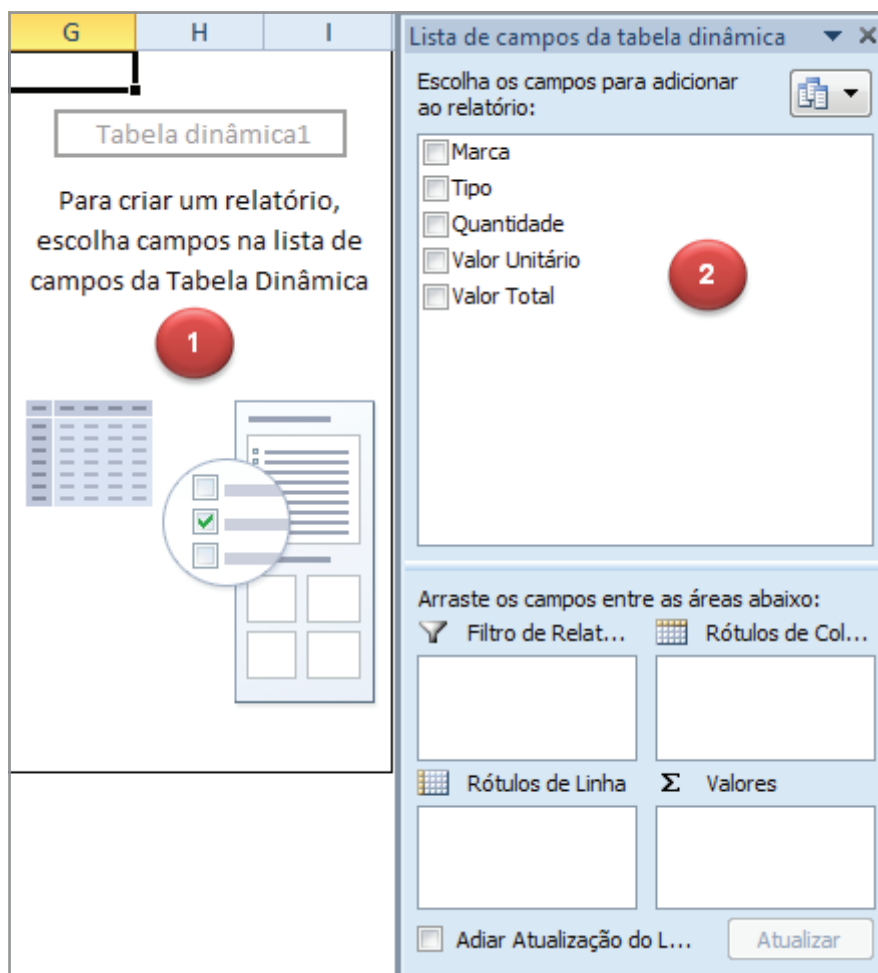 G H I
Tabela dinâmica1
Para criar um relatório,
escolha campos na lista de
campos da Tabela Dinâmica
1
Lista de campos da tabela dinâmica
Escolha os campos para adicionar
ao relatório:
Marca
Tipo
Quantidade
Valor Unitário
Valor Total
2
Arraste os campos entre as áreas abaixo:
Filtro de Relat... Rótulos de Col...
Rótulos de Linha Σ Valores
Adiar Atualização do L... Atualizar